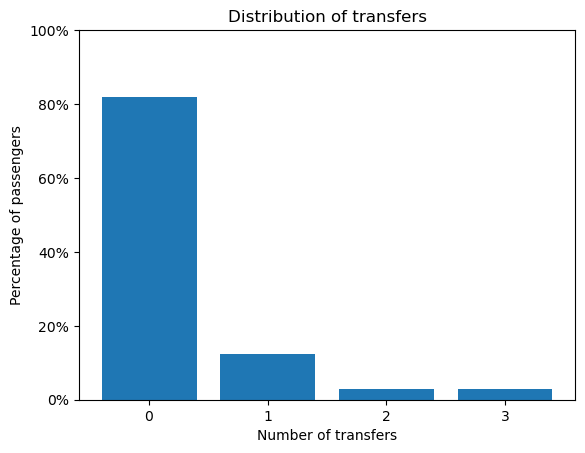 Distribution of transfers
100%
80%
60%
40%
20%
0%
Percentage of passengers
0 1 2 3
Number of transfers